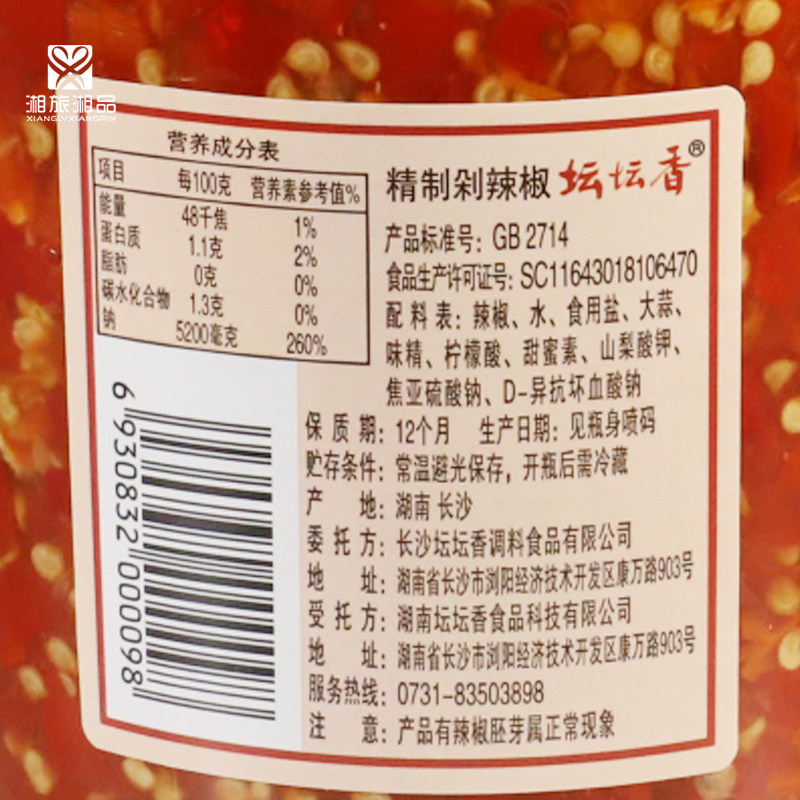 湘旅湘品
XIANGLVXIANGPIN
营养成分表
项目 每100克 营养素参考值%
能量 48千焦 1%
蛋白质 1.1克 2%
脂肪 0克 0%
碳水化合物 1.3克 0%
钠 5200毫克 260%
6 930832 000098
精制剁辣椒 坛坛香®
产品标准号：GB 2714
食品生产许可证号：SC11643018106470
配料表：辣椒、水、食用盐、大蒜、
味精、柠檬酸、甜蜜素、山梨酸钾、
焦亚硫酸钠、D-异抗坏血酸钠
保质期：12个月 生产日期：见瓶身喷码
贮存条件：常温避光保存，开瓶后需冷藏
产地：湖南 长沙
委托方：长沙坛坛香调料食品有限公司
地址：湖南省长沙市浏阳经济技术开发区康万路903号
受托方：湖南坛坛香食品科技有限公司
地址：湖南省长沙市浏阳经济技术开发区康万路903号
服务热线：0731-83503898
注意：产品有辣椒胚芽属正常现象